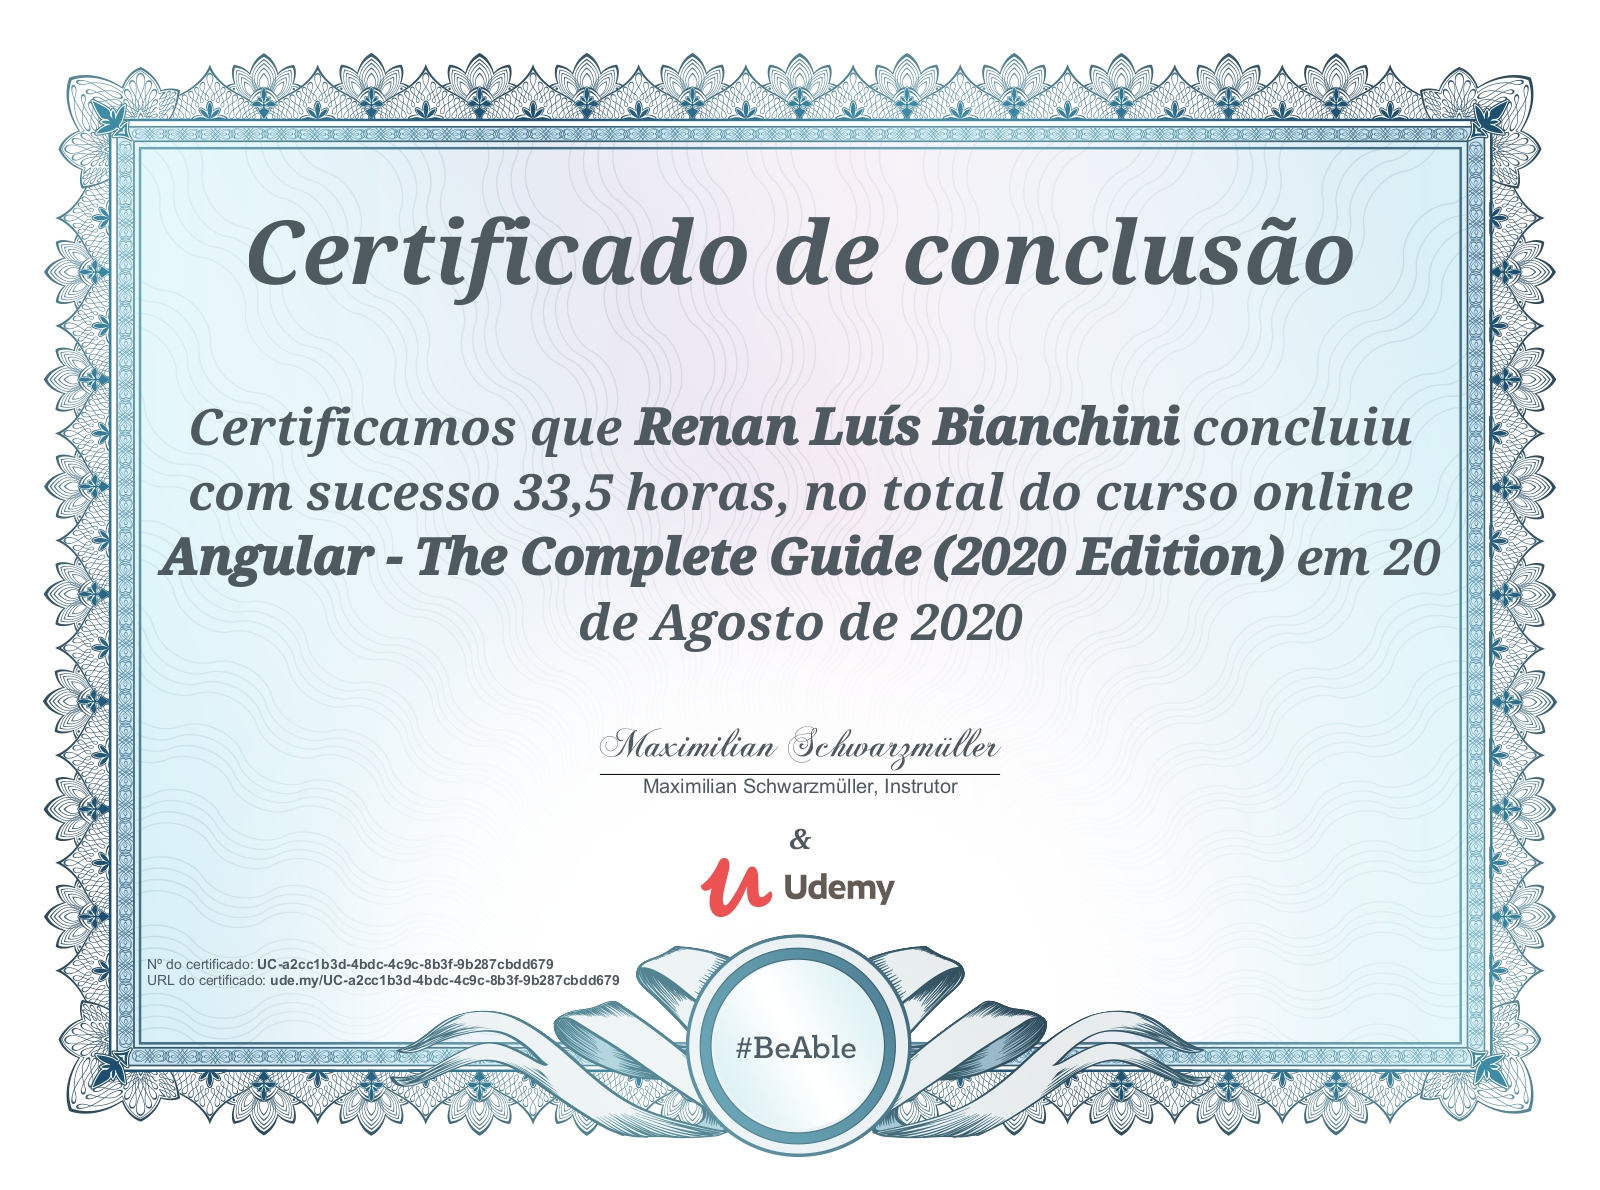 Certificado de conclusão
Certificamos que Renan Luís Bianchini concluiu
com sucesso 33,5 horas, no total do curso online
Angular - The Complete Guide (2020 Edition) em 20
de Agosto de 2020
Maximilian Schwarzmüller
Maximilian Schwarzmüller, Instrutor
&
Udemy
Nº do certificado: UC-a2cc1b3d-4bdc-4c9c-8b3f-9b287cbdd679
URL do certificado: ude.my/UC-a2cc1b3d-4bdc-4c9c-8b3f-9b287cbdd679
#BeAble